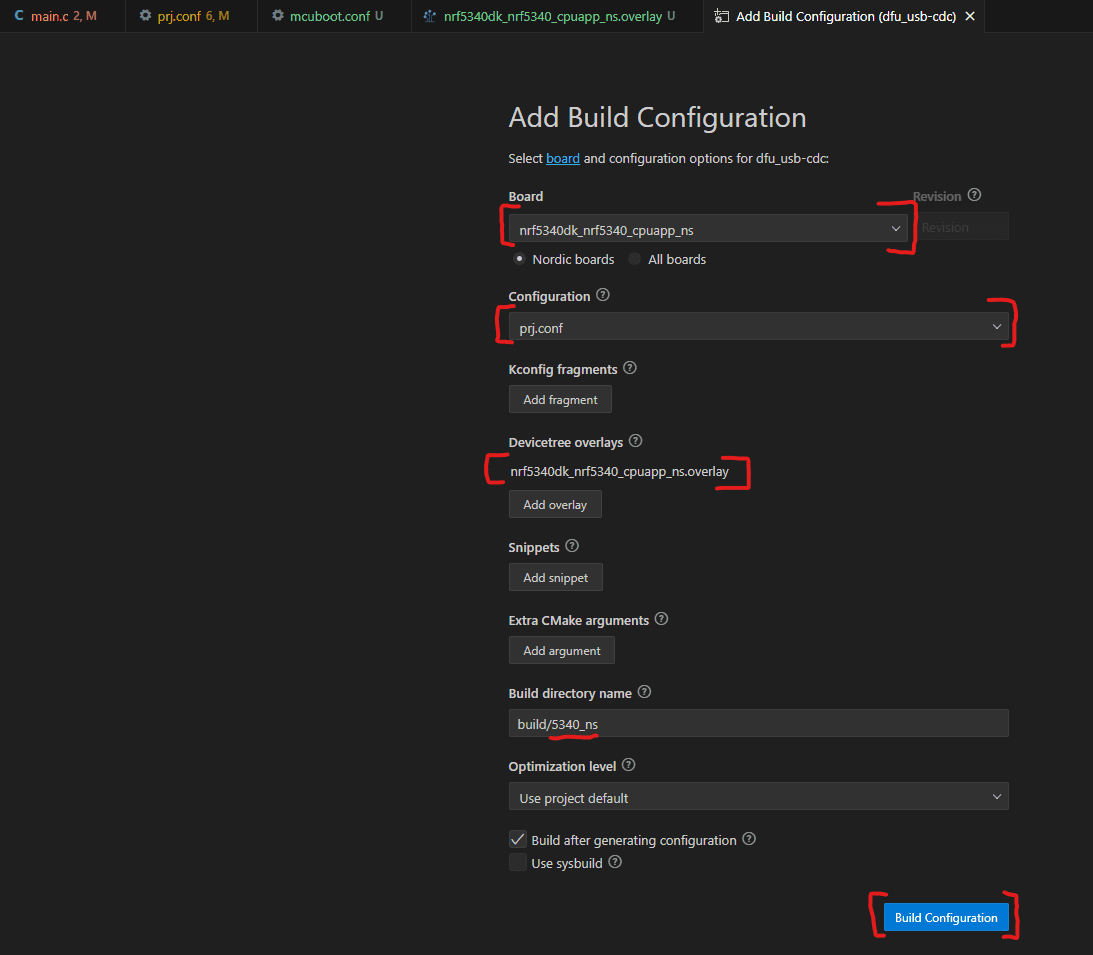 C main.c 2, M prj.conf 6, M mcuboot.conf U nrf5340dk_nrf5340_cpuapp_ns.overlay U Add Build Configuration (dfu_usb-cdc)
Add Build Configuration
Select board and configuration options for dfu_usb-cdc:
Board Revision
nrf5340dk_nrf5340_cpuapp_ns Revision
Nordic boards All boards
Configuration
prj.conf
Kconfig fragments
Add fragment
Devicetree overlays
nrf5340dk_nrf5340_cpuapp_ns.overlay
Add overlay
Snippets
Add snippet
Extra CMake arguments
Add argument
Build directory name
build/5340_ns
Optimization level
Use project default
Build after generating configuration
Use sysbuild
Build Configuration